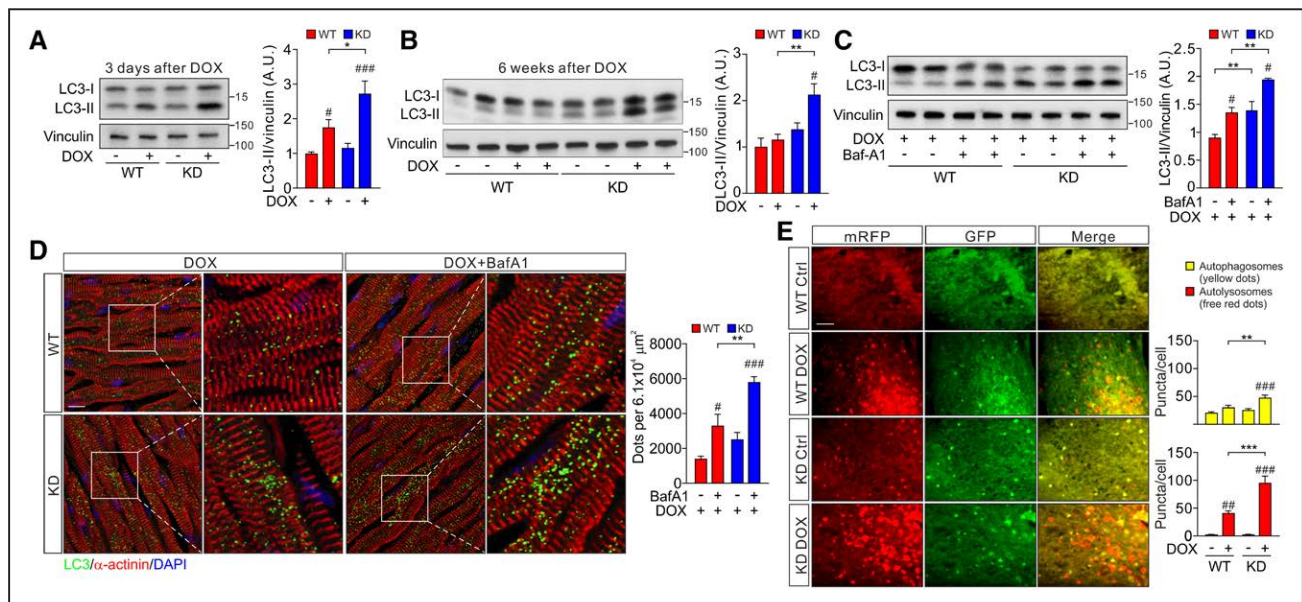 A
3 days after DOX
LC3-I
LC3-II
15
Vinculin
150
100
DOX - + - +
WT KD
WT KD
LC3-II/vinculin (A.U.)
4
3
2
1
0
# ###
*
DOX - + - +
B
6 weeks after DOX
LC3-I
LC3-II
15
Vinculin
150
100
DOX - - + + - - + +
WT KD
WT KD
LC3-II/Vinculin (A.U.)
3
2
1
0
**
#
DOX - + - +
C
LC3-I
LC3-II
15
Vinculin
150
100
DOX + + + + + + + +
Baf-A1 - - + + - - + +
WT KD
WT KD
LC3-II/Vinculin (A.U.)
2.5
2
1.5
1
0.5
0
**
**
# #
BafA1 - + - +
DOX + + + +
D
DOX DOX+BafA1
WT
KD
LC3/α-actinin/DAPI
WT KD
Dots per 6.1x10⁴ μm²
8000
6000
4000
2000
0
**
# ###
BafA1 - + - +
DOX + + + +
E
mRFP GFP Merge
WT Ctrl
WT DOX
KD Ctrl
KD DOX
Autophagosomes
(yellow dots)
Autolysosomes
(free red dots)
Puncta/cell
150
100
50
0
**
###
Puncta/cell
150
100
50
0
***
## ###
DOX - + - +
WT KD